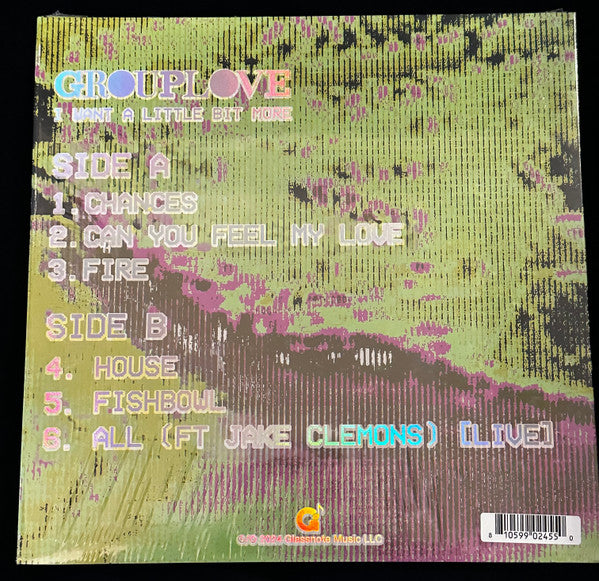 GROUPLOVE
I WANT A LITTLE BIT MORE
SIDE A
1. CHANCES
2. CAN YOU FEEL MY LOVE
3. FIRE
SIDE B
4. HOUSE
5. FISHBOWL
6. ALL (FT JAKE CLEMONS) [LIVE]
Glassnote Music LLC
8 10599 02455 0